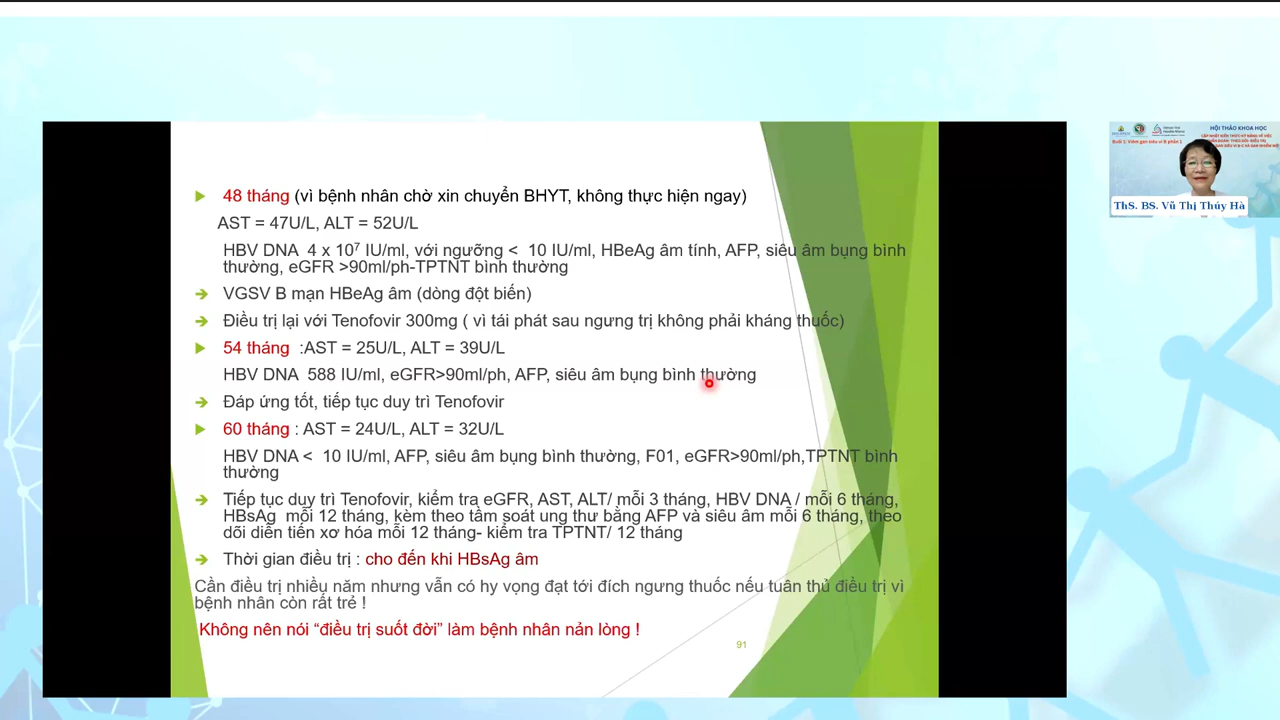 48 tháng (vì bệnh nhân chờ xin chuyển BHYT, không thực hiện ngay)
AST = 47U/L, ALT = 52U/L
HBV DNA 4 x 10⁷ IU/ml, với ngưỡng < 10 IU/ml, HBeAg âm tính, AFP, siêu âm bụng bình
thường, eGFR >90ml/ph-TPTNT bình thường
VGSV B mạn HBeAg âm (dòng đột biến)
Điều trị lại với Tenofovir 300mg ( vì tái phát sau ngưng trị không phải kháng thuốc)
54 tháng :AST = 25U/L, ALT = 39U/L
HBV DNA 588 IU/ml, eGFR>90ml/ph, AFP, siêu âm bụng bình thường
Đáp ứng tốt, tiếp tục duy trì Tenofovir
60 tháng : AST = 24U/L, ALT = 32U/L
HBV DNA < 10 IU/ml, AFP, siêu âm bụng bình thường, F01, eGFR>90ml/ph,TPTNT bình
thường
Tiếp tục duy trì Tenofovir, kiểm tra eGFR, AST, ALT/ mỗi 3 tháng, HBV DNA / mỗi 6 tháng,
HBsAg mỗi 12 tháng, kèm theo tầm soát ung thư bằng AFP và siêu âm mỗi 6 tháng, theo
dõi diễn tiến xơ hóa mỗi 12 tháng- kiểm tra TPTNT/ 12 tháng
Thời gian điều trị : cho đến khi HBsAg âm
Cần điều trị nhiều năm nhưng vẫn có hy vọng đạt tới đích ngưng thuốc nếu tuân thủ điều trị vì
bệnh nhân còn rất trẻ !
Không nên nói “điều trị suốt đời” làm bệnh nhân nản lòng !
91
HỘI THẢO KHOA HỌC
ThS. BS. Vũ Thị Thúy Hà